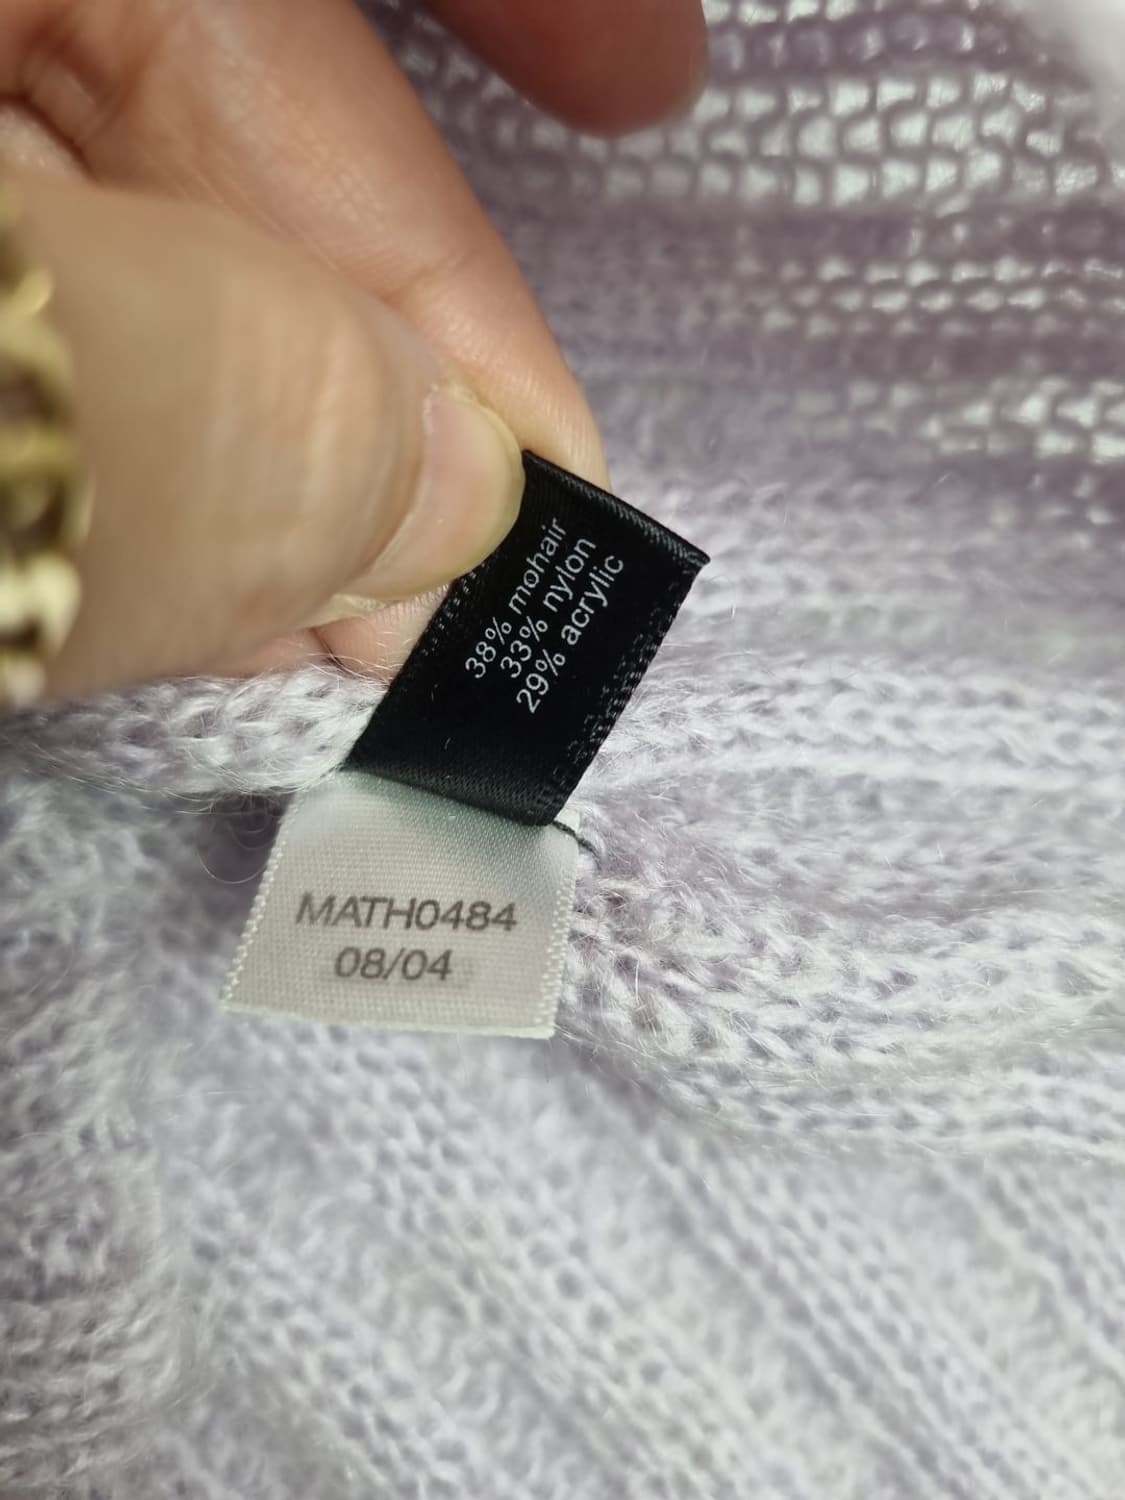 38% mohair
33% nylon
29% acrylic
MATH0484
08/04